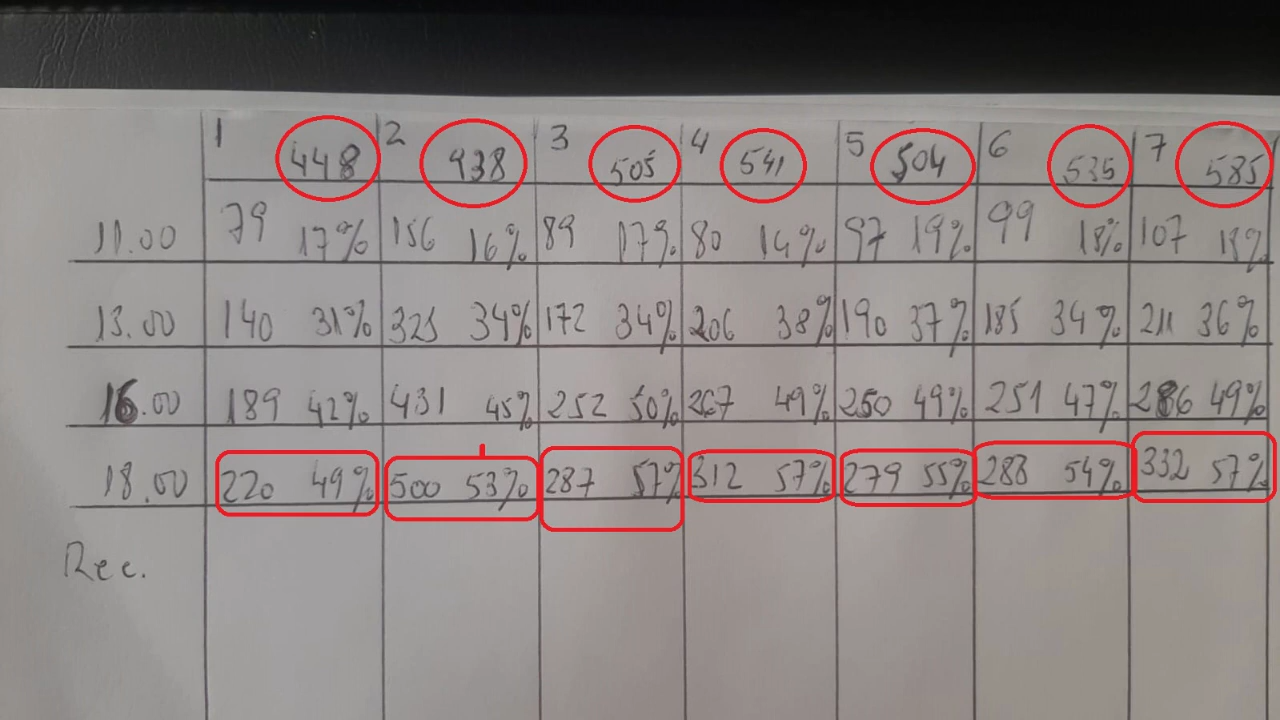 1 448 2 938 3 505 4 541 5 504 6 535 7 585
11.00 79 17% 156 16% 89 17% 80 14% 97 19% 99 18% 107 18%
13.00 140 31% 325 34% 172 34% 206 38% 190 37% 185 34% 211 36%
16.00 189 42% 431 45% 252 50% 267 49% 250 49% 251 47% 286 49%
18.00 220 49% 500 53% 287 57% 312 57% 279 55% 288 54% 332 57%
Rec.